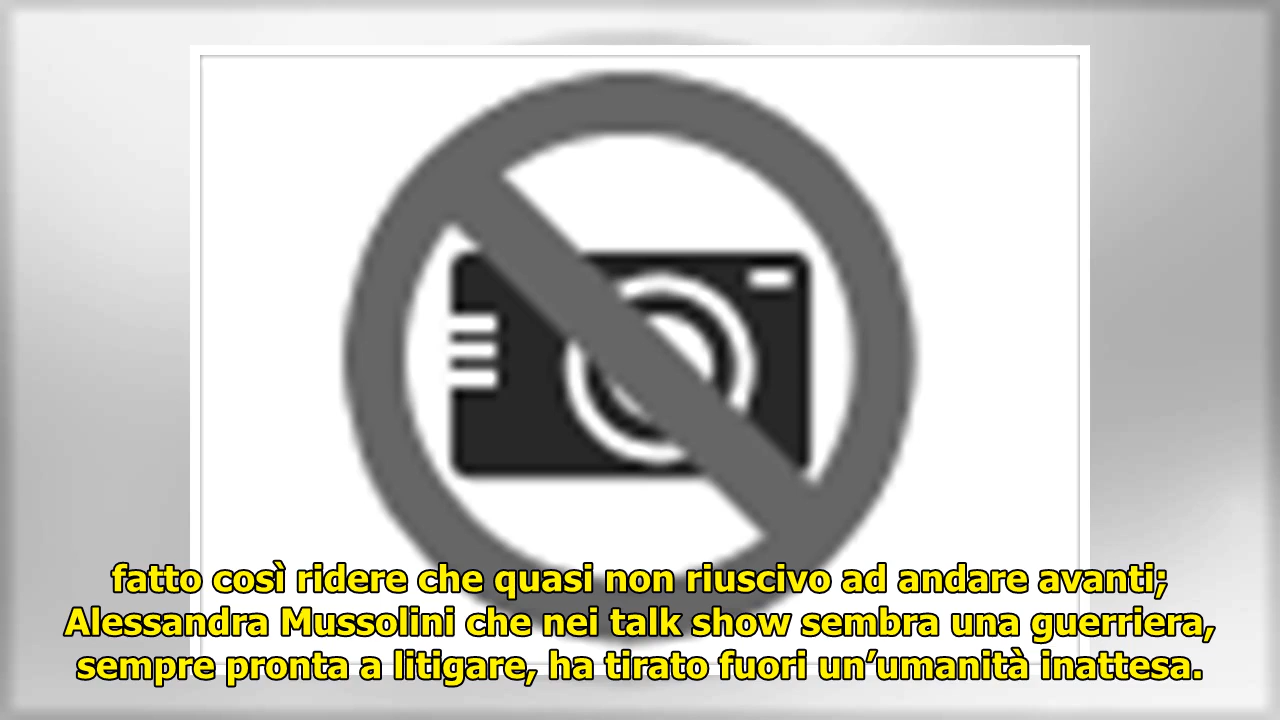 fatto così ridere che quasi non riuscivo ad andare avanti;
Alessandra Mussolini che nei talk show sembra una guerriera,
sempre pronta a litigare, ha tirato fuori un’umanità inattesa.